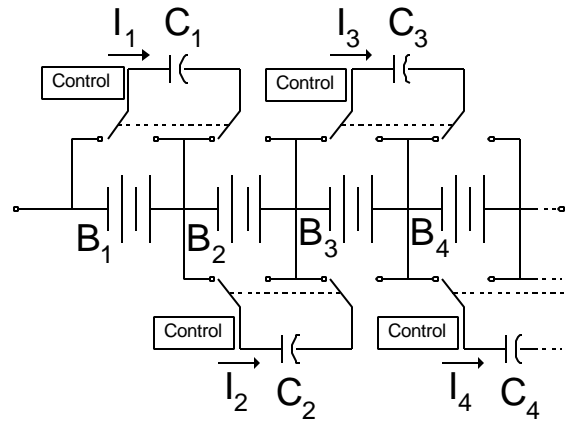 I1 C1 I3 C3
Control Control
B1 B2 B3 B4
Control Control
I2 C2 I4 C4